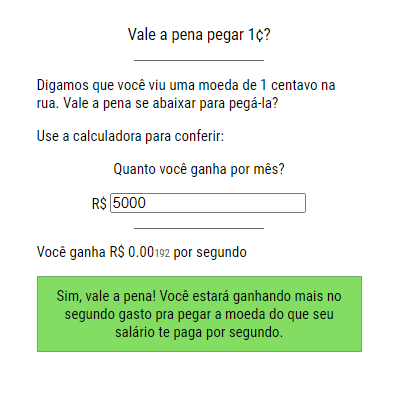 Vale a pena pegar 1¢?
Digamos que você viu uma moeda de 1 centavo na
rua. Vale a pena se abaixar para pegá-la?
Use a calculadora para conferir:
Quanto você ganha por mês?
R$ 5000
Você ganha R$ 0.00192 por segundo
Sim, vale a pena! Você estará ganhando mais no
segundo gasto pra pegar a moeda do que seu
salário te paga por segundo.